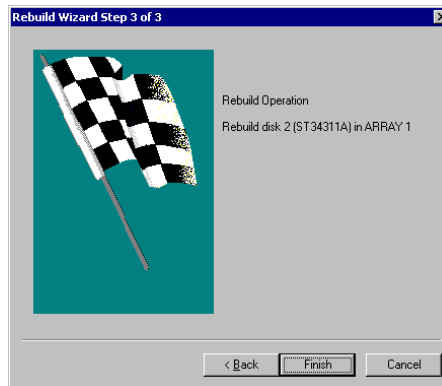 Rebuild Wizard Step 3 of 3
Rebuild Operation
Rebuild disk 2 (ST34311A) in ARRAY 1
< Back
Finish
Cancel